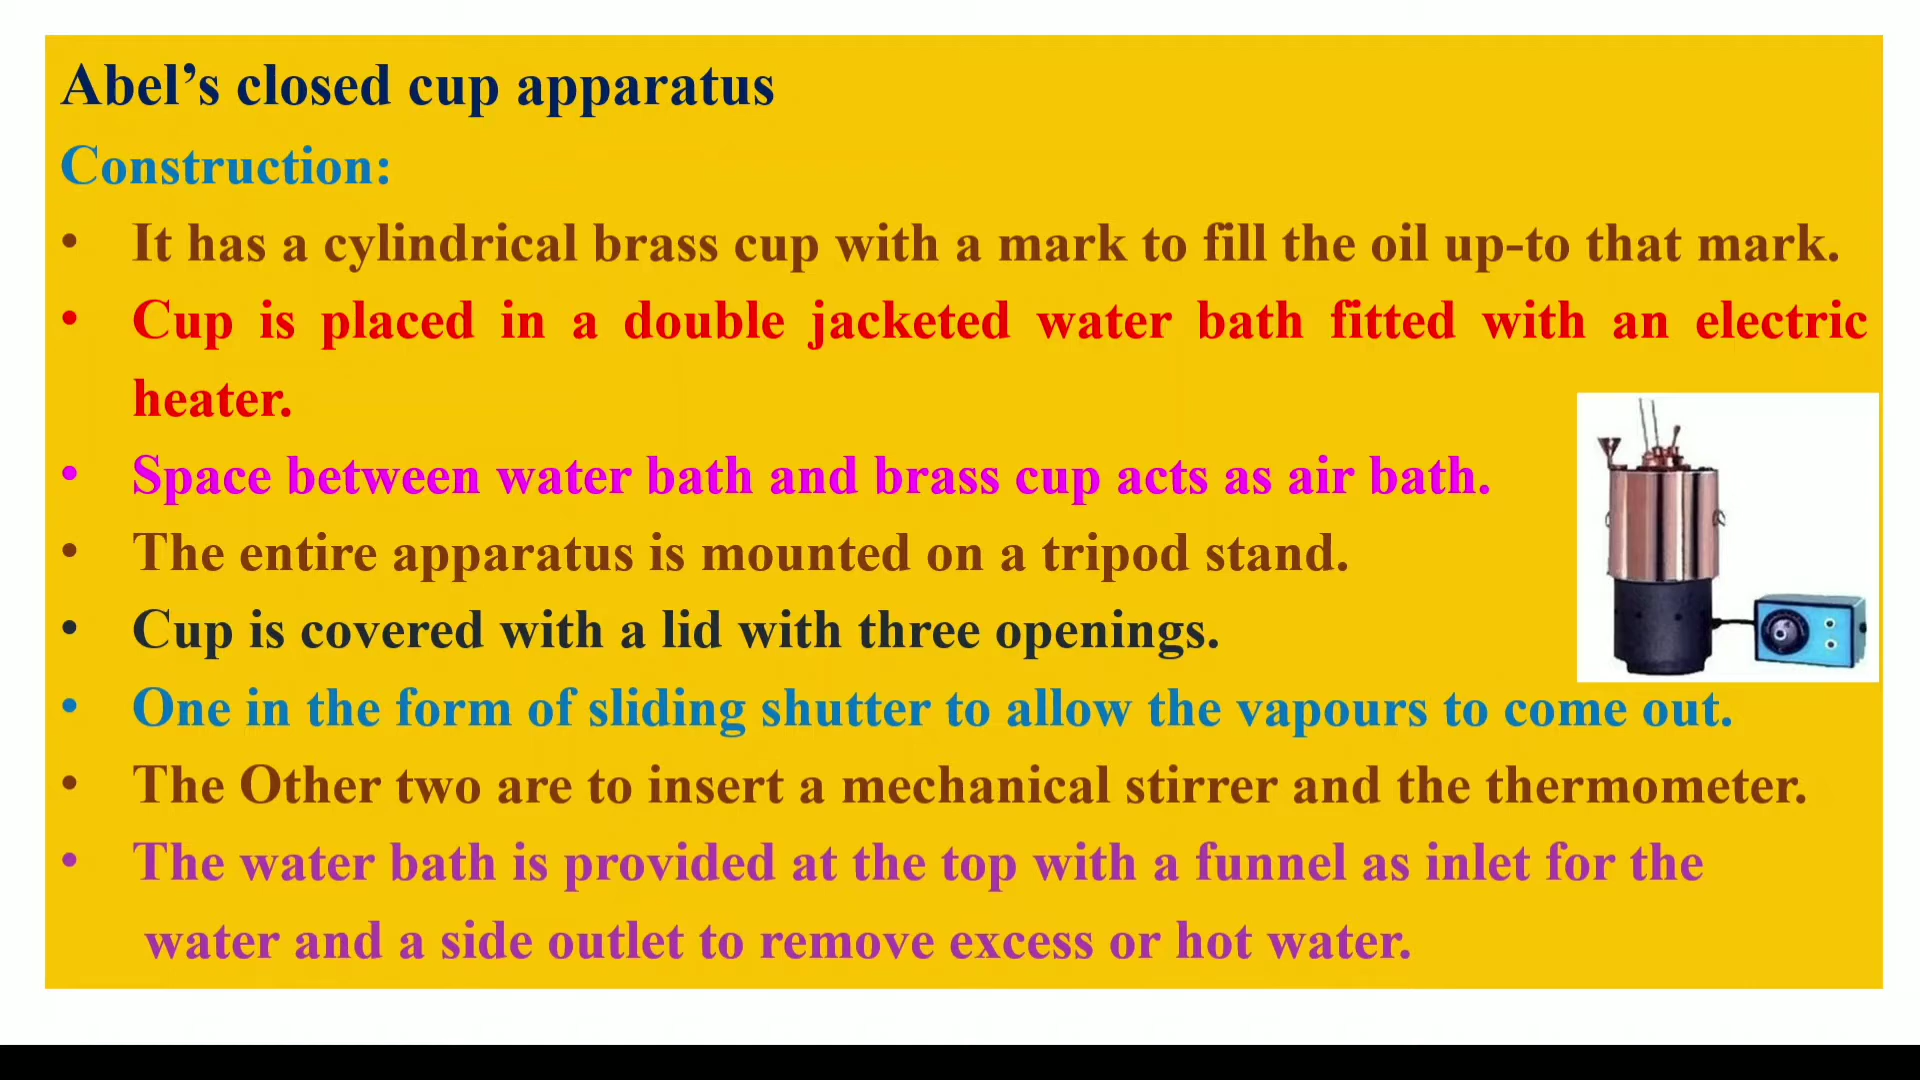 Abel’s closed cup apparatus
Construction:
• It has a cylindrical brass cup with a mark to fill the oil up-to that mark.
• Cup is placed in a double jacketed water bath fitted with an electric
heater.
• Space between water bath and brass cup acts as air bath.
• The entire apparatus is mounted on a tripod stand.
• Cup is covered with a lid with three openings.
• One in the form of sliding shutter to allow the vapours to come out.
• The Other two are to insert a mechanical stirrer and the thermometer.
• The water bath is provided at the top with a funnel as inlet for the
water and a side outlet to remove excess or hot water.